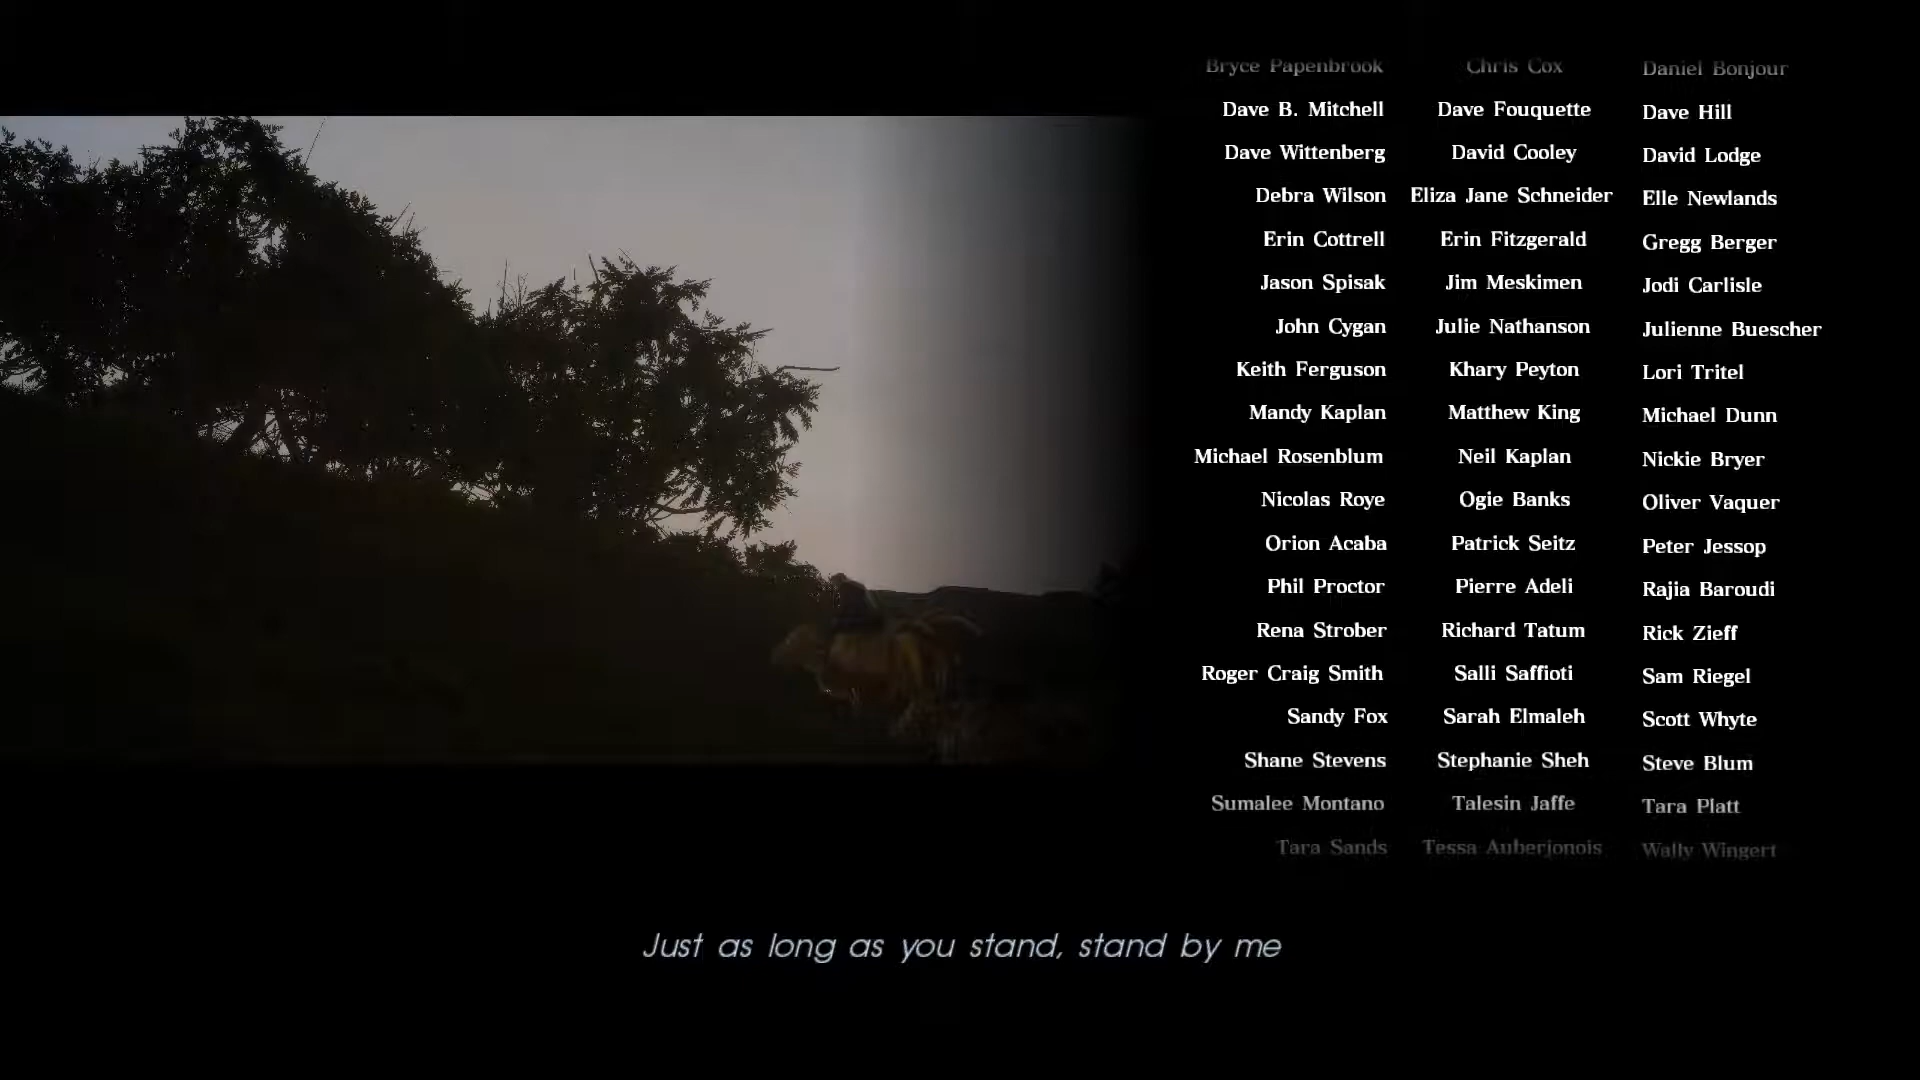 Bryce Papenbrook Chris Cox Daniel Bonjour
Dave B. Mitchell Dave Fouquette Dave Hill
Dave Wittenberg David Cooley David Lodge
Debra Wilson Eliza Jane Schneider Elle Newlands
Erin Cottrell Erin Fitzgerald Gregg Berger
Jason Spisak Jim Meskimen Jodi Carlisle
John Cygan Julie Nathanson Julienne Buescher
Keith Ferguson Khary Peyton Lori Tritel
Mandy Kaplan Matthew King Michael Dunn
Michael Rosenblum Neil Kaplan Nickie Bryer
Nicolas Roye Ogie Banks Oliver Vaquer
Orion Acaba Patrick Seitz Peter Jessop
Phil Proctor Pierre Adeli Rajia Baroudi
Rena Strober Richard Tatum Rick Zieff
Roger Craig Smith Salli Saffioti Sam Riegel
Sandy Fox Sarah Elmaleh Scott Whyte
Shane Stevens Stephanie Sheh Steve Blum
Sumalee Montano Talesin Jaffe Tara Platt
Tara Sands Tessa Auberjonois Wally Wingert
Just as long as you stand, stand by me